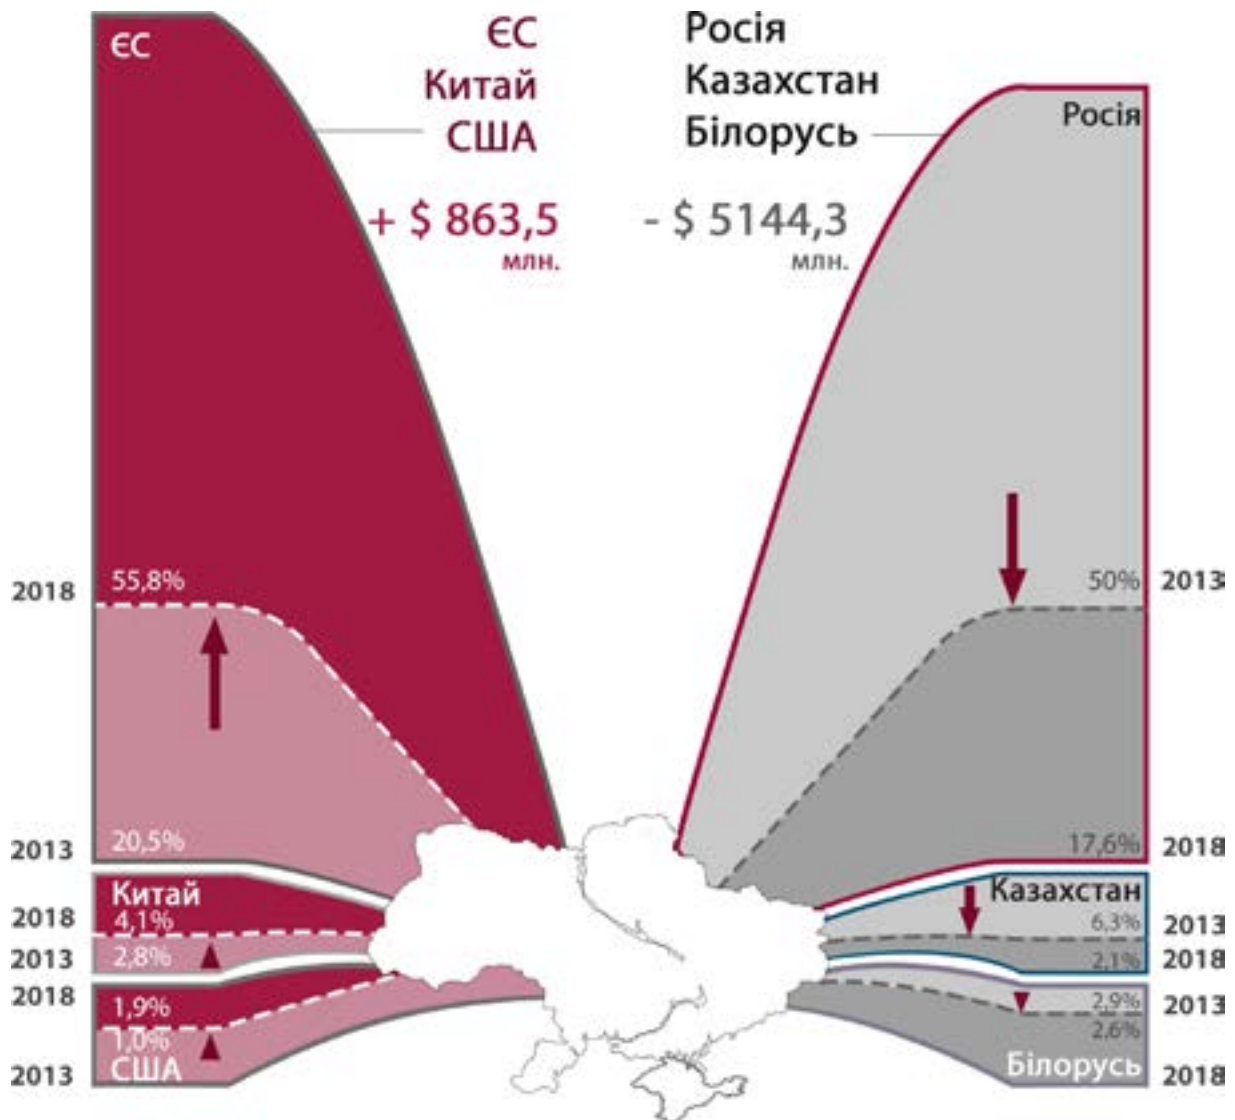 ЄС
ЄС
Китай
США
+ $ 863,5
млн.
Росія
Казахстан
Білорусь
- $ 5144,3
млн.
Росія
2018
55,8%
50%
2013
2013
20,5%
17,6%
2018
Китай
Казахстан
2018
4,1%
6,3%
2013
2013
2,8%
2,1%
2018
2018
1,9%
2,9%
2013
1,0%
2,6%
США
Білорусь
2013
2018